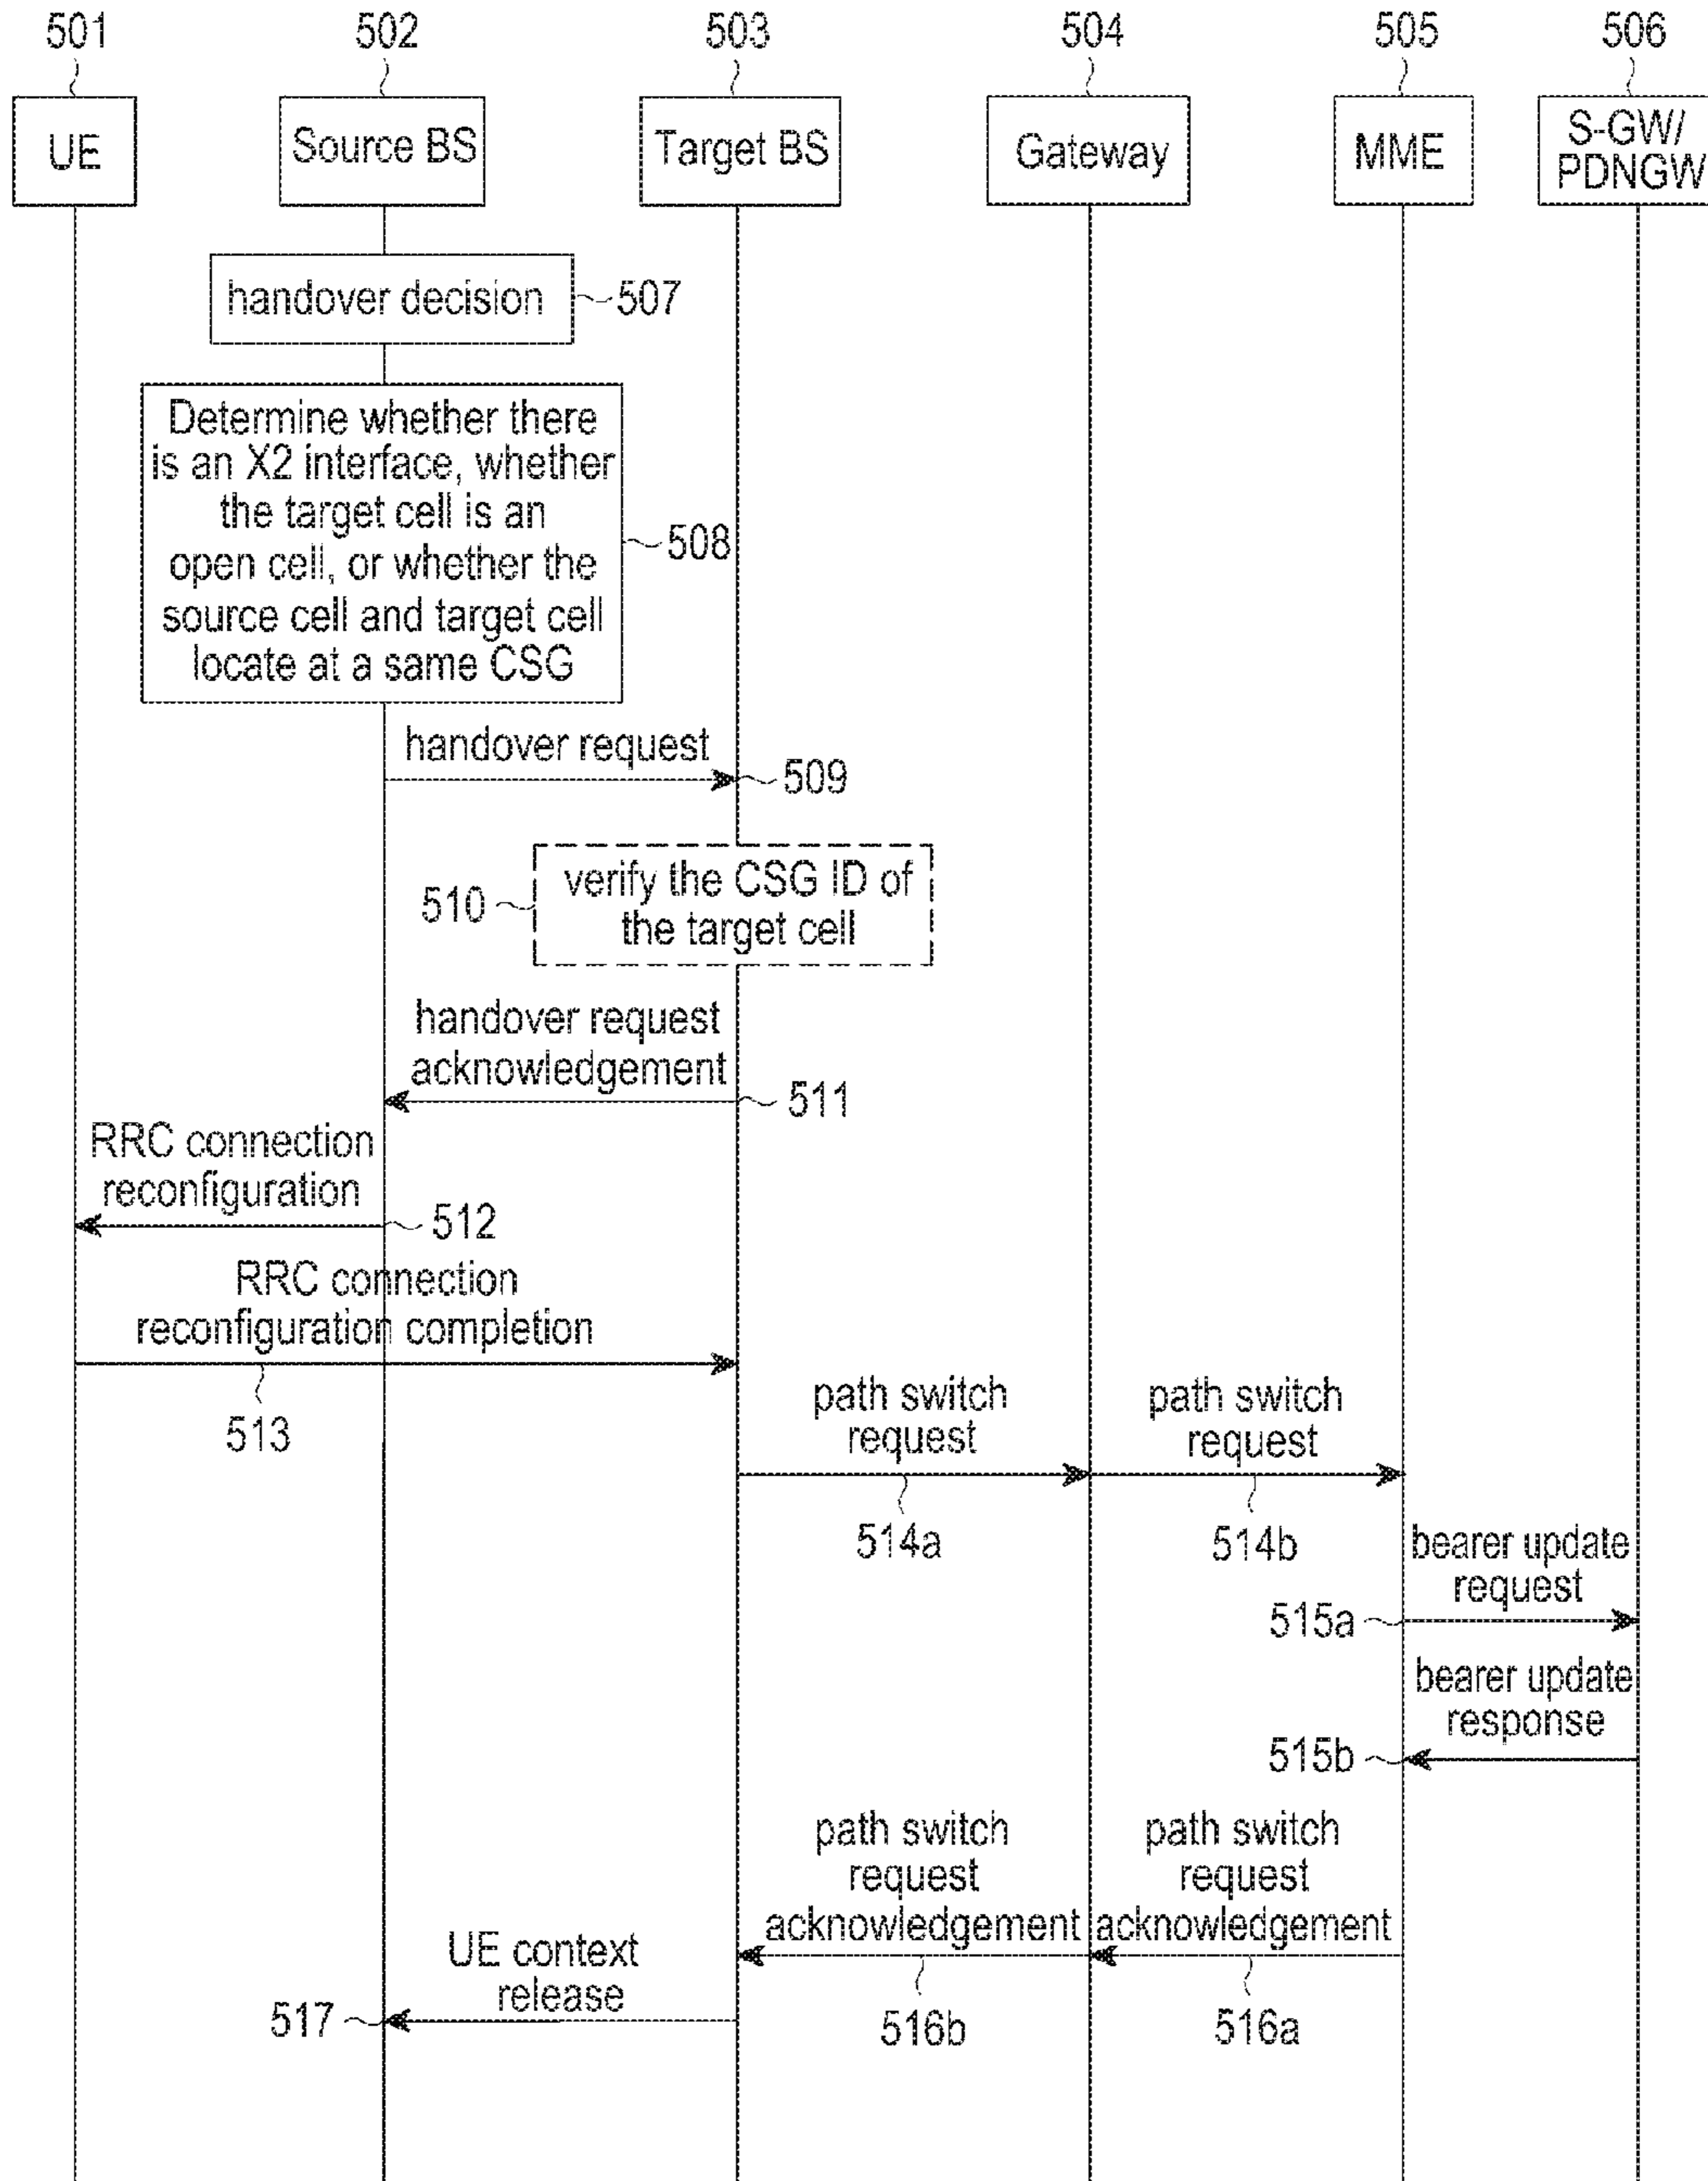 501
502
503
504
505
506
UE
Source BS
Target BS
Gateway
MME
S-GW/
PDNGW
handover decision
507
Determine whether there
is an X2 interface, whether
the target cell is an
open cell, or whether the
source cell and target cell
locate at a same CSG
508
handover request
509
verify the CSG ID of
the target cell
510
handover request
acknowledgement
511
RRC connection
reconfiguration
512
RRC connection
reconfiguration completion
513
path switch
request
514a
path switch
request
514b
bearer update
request
515a
bearer update
response
515b
path switch
request
acknowledgement
516b
path switch
request
acknowledgement
516a
UE context
release
517